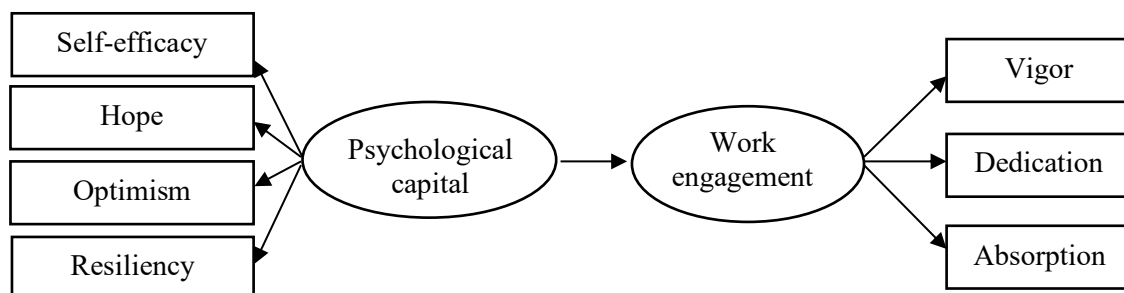 Self-efficacy
Hope
Optimism
Resiliency
Psychological
capital
Work
engagement
Vigor
Dedication
Absorption